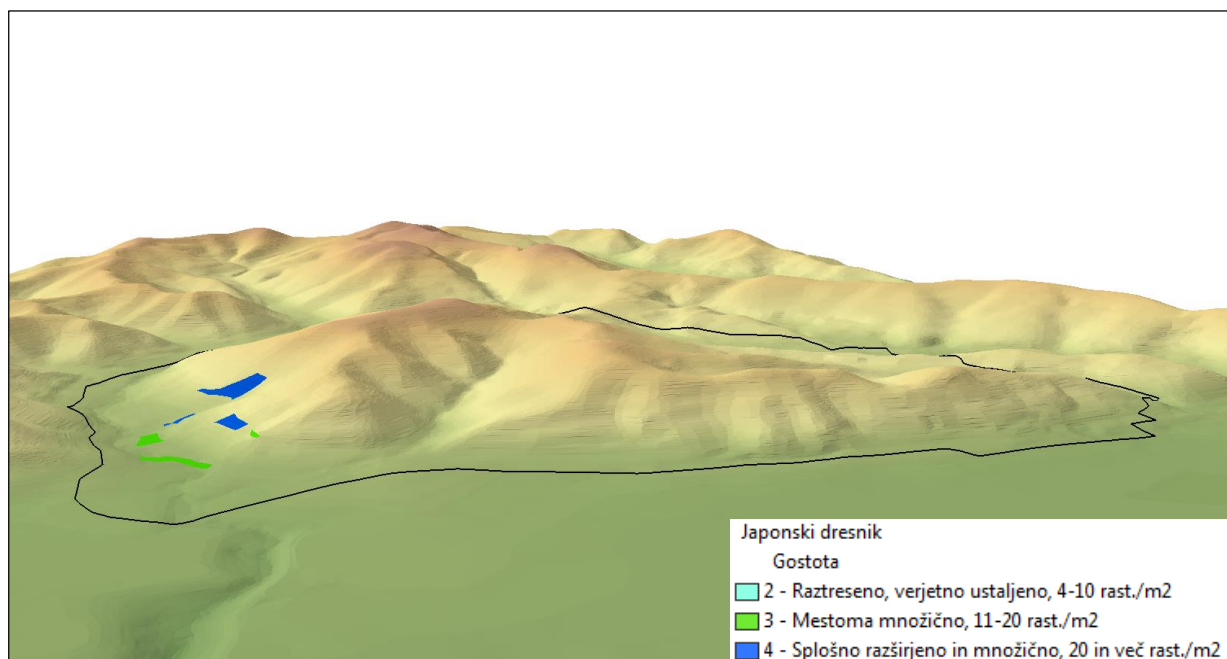 Japonski dresnik
Gostota
2 - Raztreseno, verjetno ustaljeno, 4-10 rast./m2
3 - Mestoma množično, 11-20 rast./m2
4 - Splošno razširjeno in množično, 20 in več rast./m2